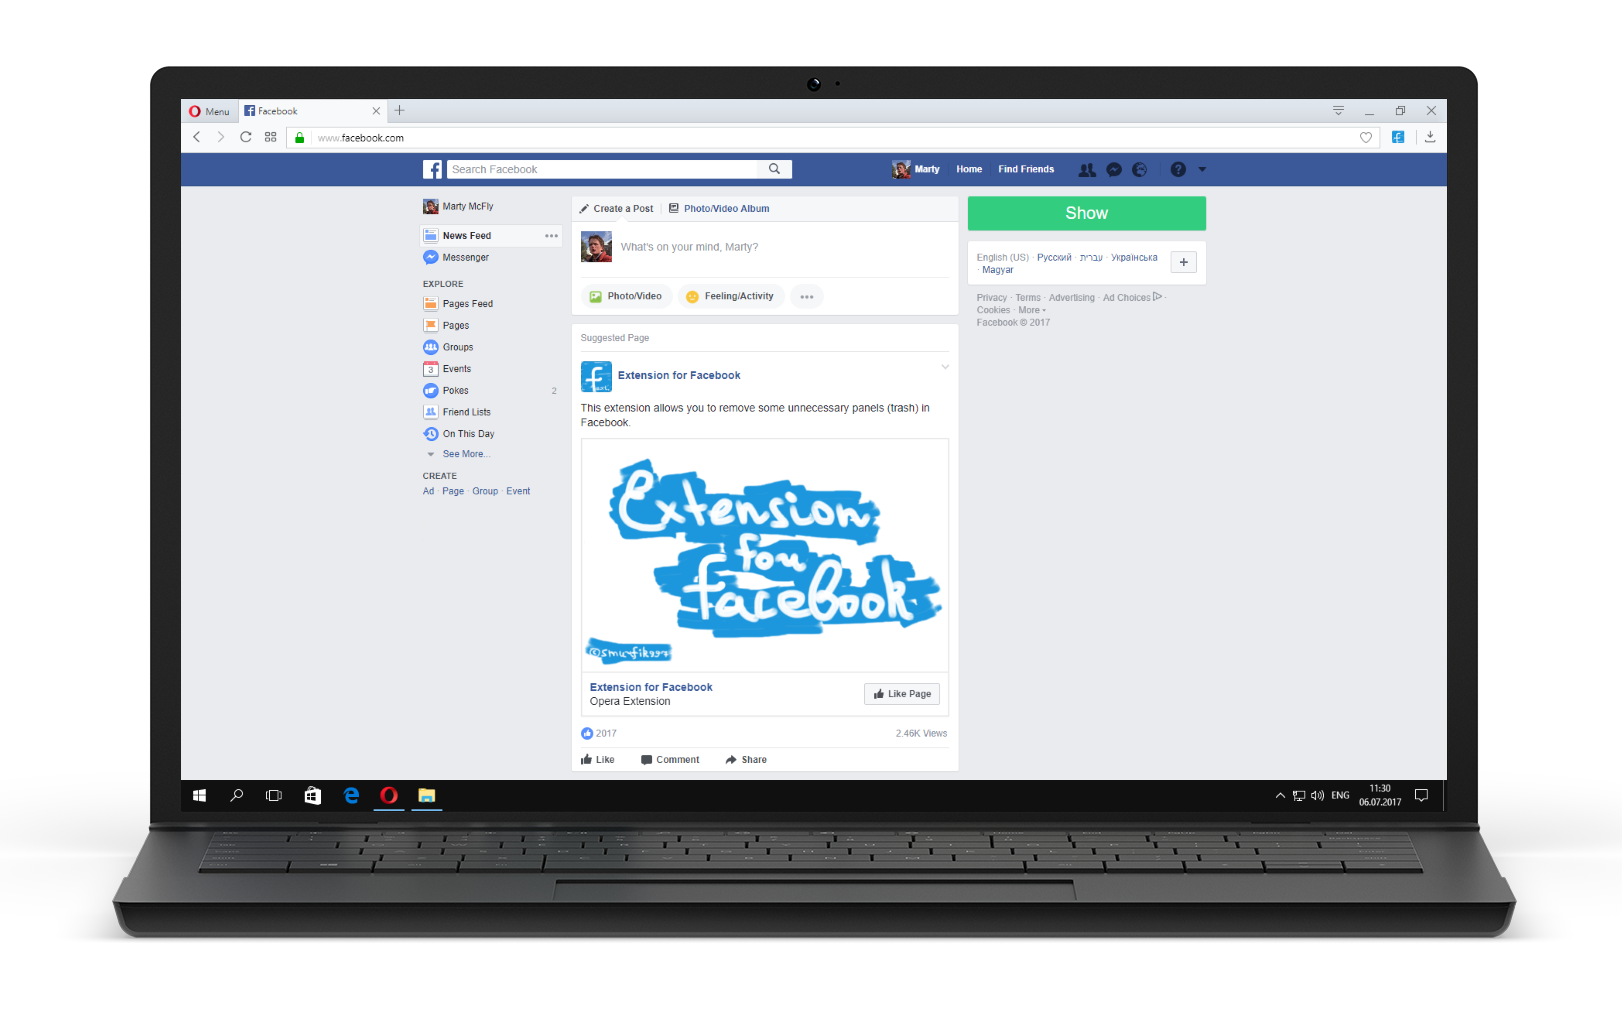 Menu
Facebook
www.facebook.com
Search Facebook
Marty Home Find Friends
Marty McFly
News Feed
Messenger
EXPLORE
Pages Feed
Pages
Groups
3 Events
Pokes 2
Friend Lists
On This Day
See More...
CREATE
Ad · Page · Group · Event
Create a Post Photo/Video Album
What's on your mind, Marty?
Photo/Video Feeling/Activity
Suggested Page
Extension for Facebook
This extension allows you to remove some unnecessary panels (trash) in
Facebook.
Extension
for
facebook
Extension for Facebook
Opera Extension
Like Page
2017 2.46K Views
Like Comment Share
Show
English (US) · Русский · עברית · Українська
· Magyar
Privacy · Terms · Advertising · Ad Choices ·
Cookies · More
Facebook © 2017
ENG
11:30
06.07.2017